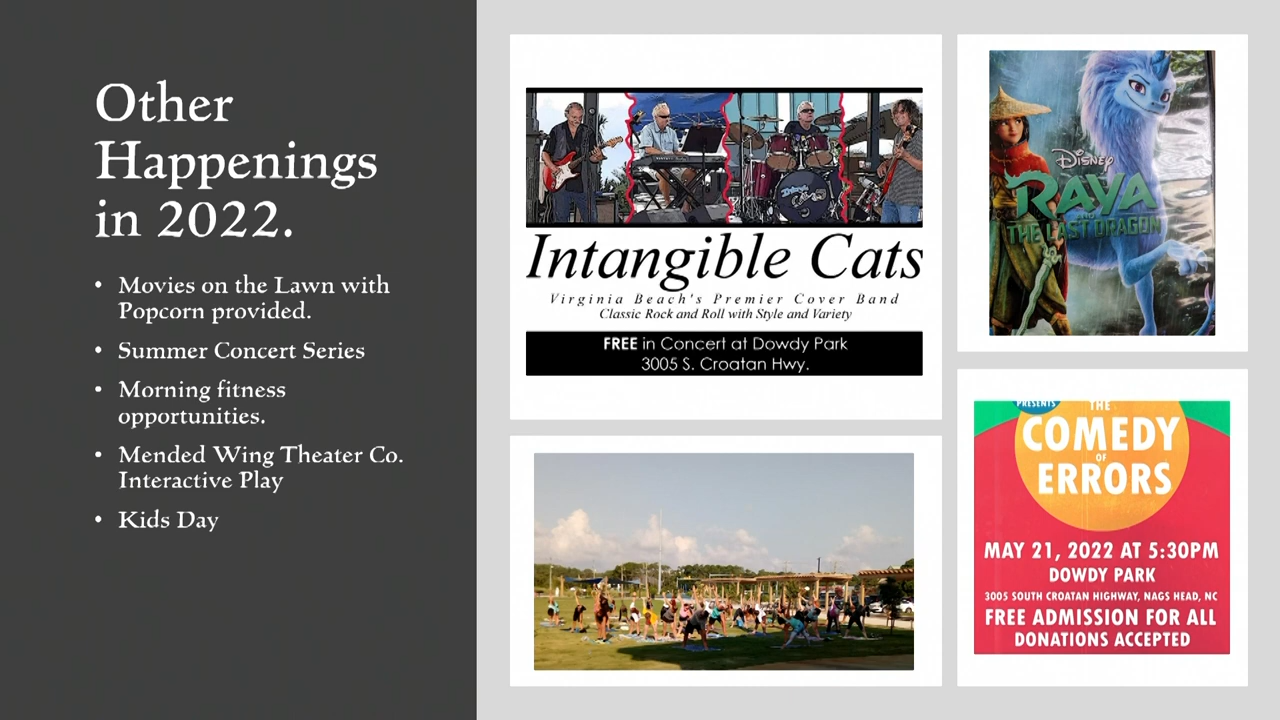 Other
Happenings
in 2022.
• Movies on the Lawn with
Popcorn provided.
• Summer Concert Series
• Morning fitness
opportunities.
• Mended Wing Theater Co.
Interactive Play
• Kids Day
Intangible Cats
Virginia Beach's Premier Cover Band
Classic Rock and Roll with Style and Variety
FREE in Concert at Dowdy Park
3005 S. Croatan Hwy.
DISNEY
RAYA
AND
THE LAST DRAGON
PRESENTS
THE
COMEDY
OF
ERRORS
MAY 21, 2022 AT 5:30PM
DOWDY PARK
3005 SOUTH CROATAN HIGHWAY, NAGS HEAD, NC
FREE ADMISSION FOR ALL
DONATIONS ACCEPTED